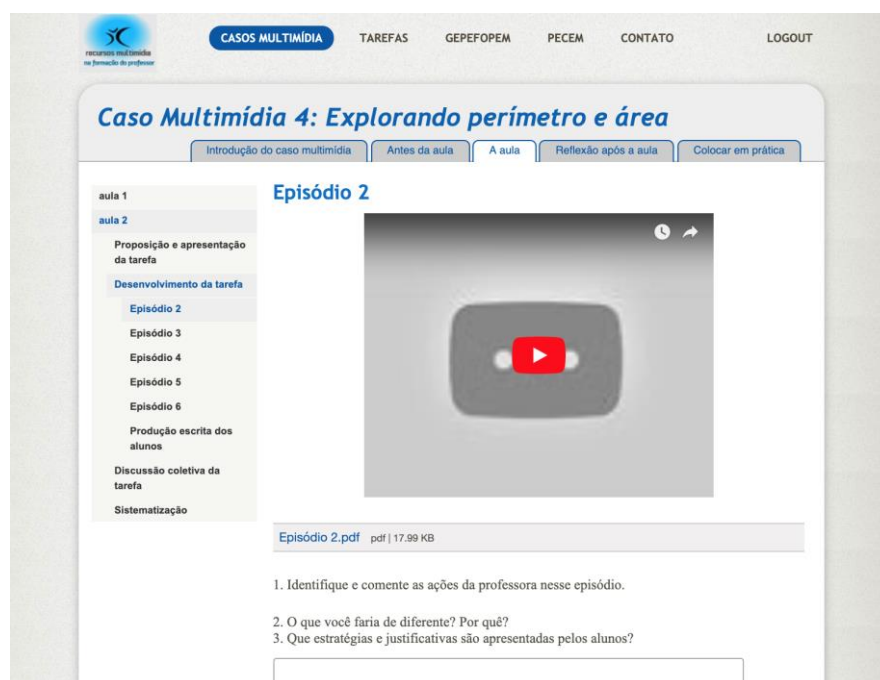 recursos multimídia
na formação do professor
CASOS MULTIMÍDIA
TAREFAS
GEPEFOPEM
PECEM
CONTATO
LOGOUT
Caso Multimídia 4: Explorando perímetro e área
Introdução do caso multimídia
Antes da aula
A aula
Reflexão após a aula
Colocar em prática
aula 1
aula 2
Proposição e apresentação
da tarefa
Desenvolvimento da tarefa
Episódio 2
Episódio 3
Episódio 4
Episódio 5
Episódio 6
Produção escrita dos
alunos
Discussão coletiva da
tarefa
Sistematização
Episódio 2
Episódio 2.pdf pdf | 17.99 KB
1. Identifique e comente as ações da professora nesse episódio.
2. O que você faria de diferente? Por quê?
3. Que estratégias e justificativas são apresentadas pelos alunos?